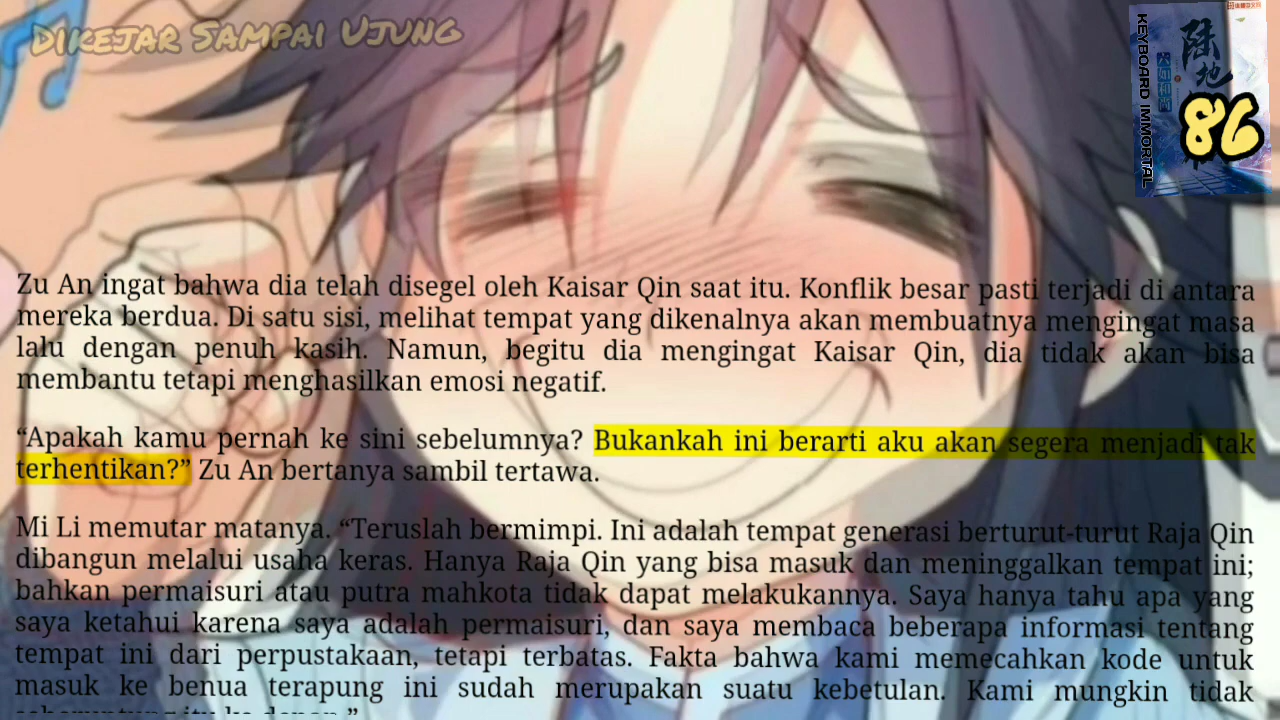 DIKEJAR SAMPAI UJUNG
陆地
六如和尚
KEYBOARD IMMORTAL
86
Zu An ingat bahwa dia telah disegel oleh Kaisar Qin saat itu. Konflik besar pasti terjadi di antara
mereka berdua. Di satu sisi, melihat tempat yang dikenalnya akan membuatnya mengingat masa
lalu dengan penuh kasih. Namun, begitu dia mengingat Kaisar Qin, dia tidak akan bisa
membantu tetapi menghasilkan emosi negatif.
“Apakah kamu pernah ke sini sebelumnya? Bukankah ini berarti aku akan segera menjadi tak
terhentikan?” Zu An bertanya sambil tertawa.
Mi Li memutar matanya. “Teruslah bermimpi. Ini adalah tempat generasi berturut-turut Raja Qin
dibangun melalui usaha keras. Hanya Raja Qin yang bisa masuk dan meninggalkan tempat ini;
bahkan permaisuri atau putra mahkota tidak dapat melakukannya. Saya hanya tahu apa yang
saya ketahui karena saya adalah permaisuri, dan saya membaca beberapa informasi tentang
tempat ini dari perpustakaan, tetapi terbatas. Fakta bahwa kami memecahkan kode untuk
masuk ke benua terapung ini sudah merupakan suatu kebetulan. Kami mungkin tidak